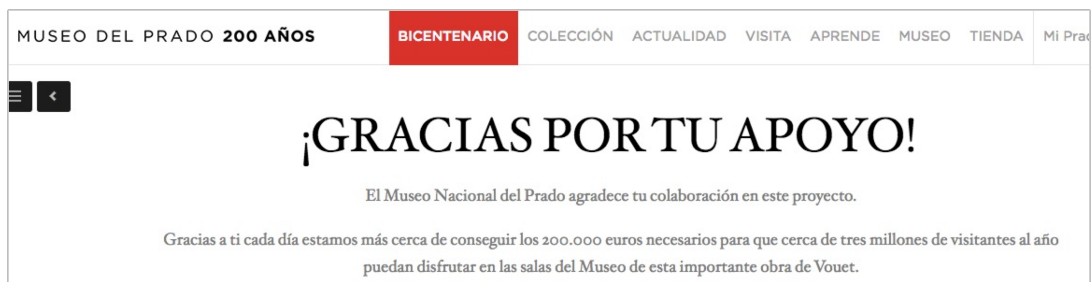 MUSEO DEL PRADO 200 AÑOS BICENTENARIO COLECCIÓN ACTUALIDAD VISITA APRENDE MUSEO TIENDA Mi
¡GRACIAS POR TU APOYO!
El Museo Nacional del Prado agradece tu colaboración en este proyecto.
Gracias a ti cada día estamos más cerca de conseguir los 200.000 euros necesarios para que cerca de tres millones de visitantes al año
puedan disfrutar en las salas del Museo de esta importante obra de Vouet.